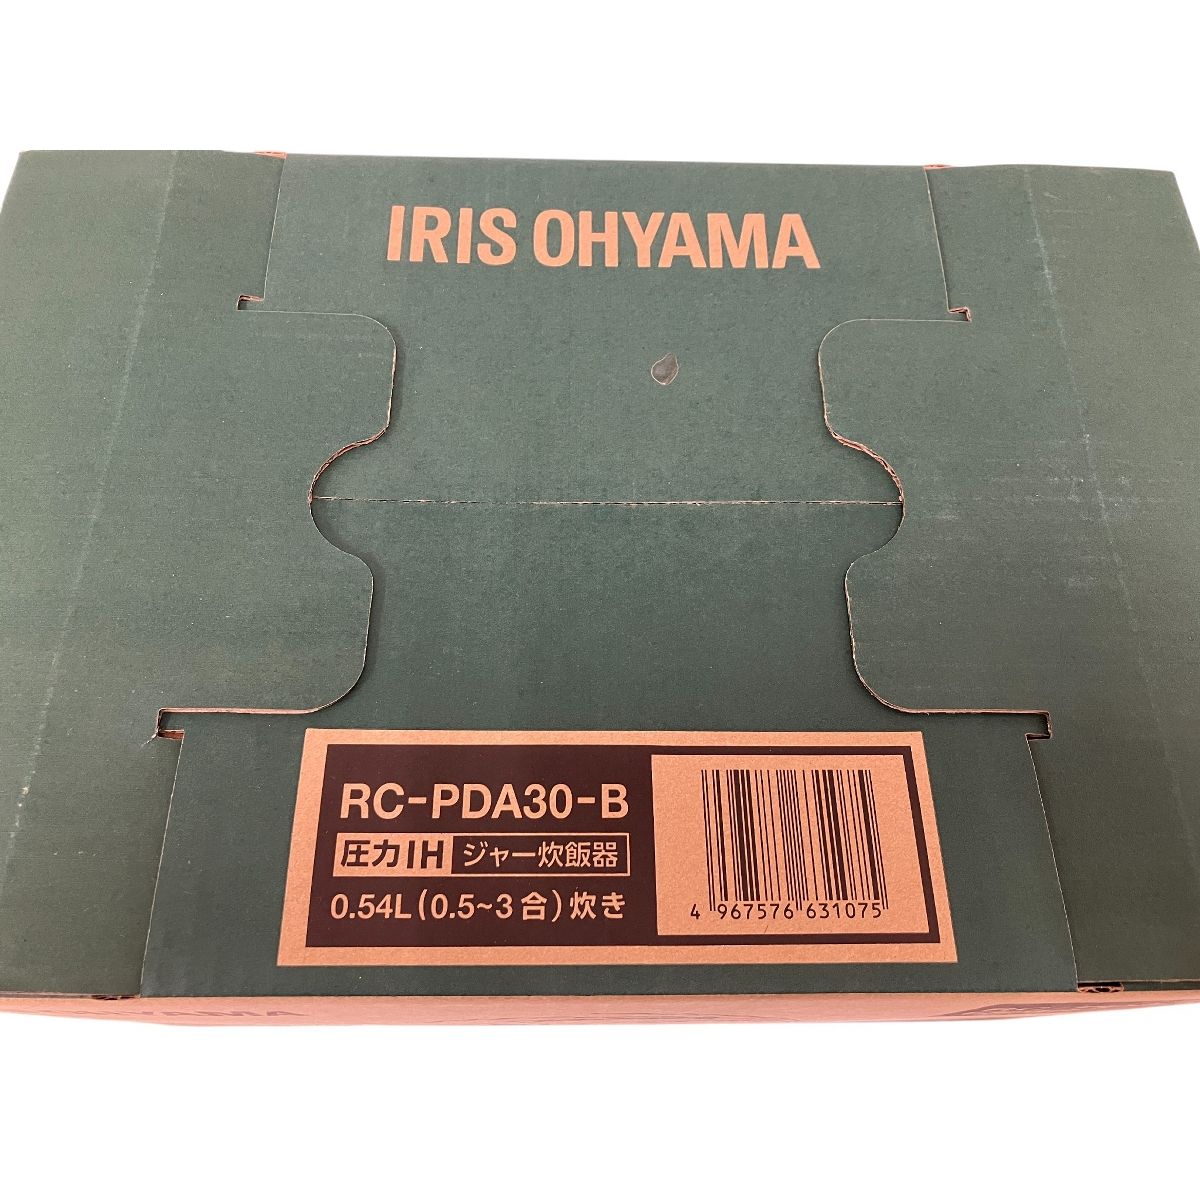 IRIS OHYAMA
RC-PDA30-B
圧力IH ジャー炊飯器
0.54L(0.5~3合)炊き
4 967576 631075